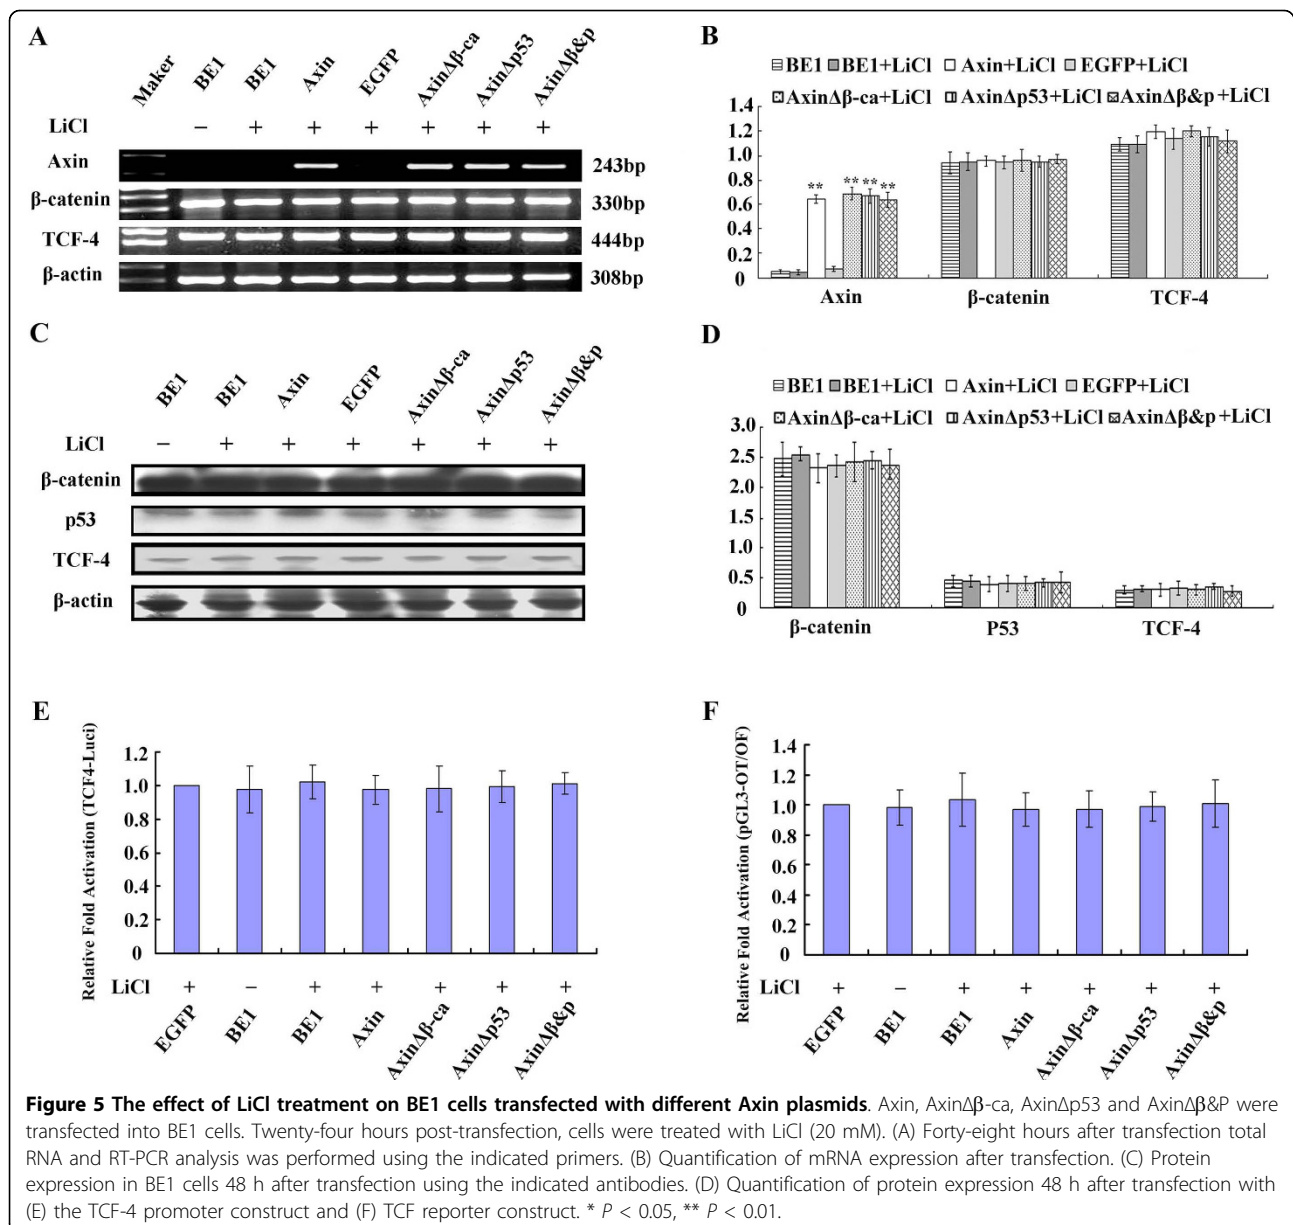 A
Maker BE1 BE1 Axin EGFP AxinΔβ-ca AxinΔp53 AxinΔβ&p
LiCl − + + + + + +
Axin 243bp
β-catenin 330bp
TCF-4 444bp
β-actin 308bp
B
BE1 BE1+LiCl Axin+LiCl EGFP+LiCl
AxinΔβ-ca+LiCl AxinΔp53+LiCl AxinΔβ&p+LiCl
1.4
1.2
1.0
0.8
0.6
0.4
0.2
0
** ** ** **
Axin β-catenin TCF-4
C
BE1 BE1 Axin EGFP AxinΔβ-ca AxinΔp53 AxinΔβ&p
LiCl − + + + + + +
β-catenin
p53
TCF-4
β-actin
D
BE1 BE1+LiCl Axin+LiCl EGFP+LiCl
AxinΔβ-ca+LiCl AxinΔp53+LiCl AxinΔβ&p+LiCl
3.0
2.5
2.0
1.5
1.0
0.5
0
β-catenin P53 TCF-4
E
Relative Fold Activation (TCF4-Luci)
1.2
1.0
0.8
0.6
0.4
0.2
0
LiCl + − + + + + +
EGFP BE1 BE1 Axin AxinΔβ-ca AxinΔp53 AxinΔβ&p
F
Relative Fold Activation (pGL3-OT/OF)
1.4
1.2
1.0
0.8
0.6
0.4
0.2
0
LiCl + − + + + + +
EGFP BE1 BE1 Axin AxinΔβ-ca AxinΔp53 AxinΔβ&p
Figure 5 The effect of LiCl treatment on BE1 cells transfected with different Axin plasmids. Axin, AxinΔβ-ca, AxinΔp53 and AxinΔβ&P were
transfected into BE1 cells. Twenty-four hours post-transfection, cells were treated with LiCl (20 mM). (A) Forty-eight hours after transfection total
RNA and RT-PCR analysis was performed using the indicated primers. (B) Quantification of mRNA expression after transfection. (C) Protein
expression in BE1 cells 48 h after transfection using the indicated antibodies. (D) Quantification of protein expression 48 h after transfection with
(E) the TCF-4 promoter construct and (F) TCF reporter construct. * P < 0.05, ** P < 0.01.